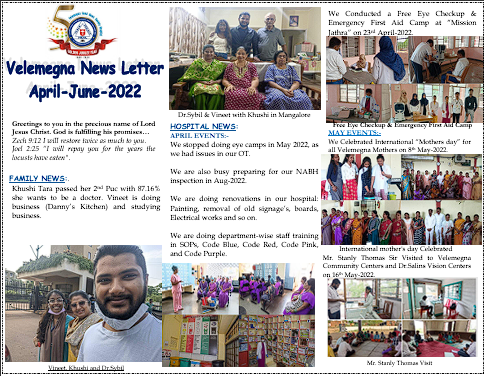 Velemegna News Letter
April-June-2022
Greetings to you in the precious name of Lord
Jesus Christ. God is fulfilling his promises…
Zech 9:12 I will restore twice as much to you.
Joel 2:25 "I will repay you for the years the
locusts have eaten".
FAMILY NEWS:.
Khushi Tara passed her 2nd Puc with 87.16%
she wants to be a doctor. Vineet is doing
business (Danny's Kitchen) and studying
business.
Vineet, Khushi and Dr.Sybil
Dr.Sybil & Vineet with Khushi in Mangalore
HOSPITAL NEWS:
APRIL EVENTS:-
We stopped doing eye camps in May 2022, as
we had issues in our OT.
We are also busy preparing for our NABH
inspection in Aug-2022.
We are doing renovations in our hospital:
Painting, removal of old signage's, boards,
Electrical works and so on.
We are doing department-wise staff training
in SOPs, Code Blue, Code Red, Code Pink,
and Code Purple.
We Conducted a Free Eye Checkup &
Emergency First Aid Camp at "Mission
Jathra" on 23rd April-2022.
Free Eye Checkup & Emergency First Aid Camp
MAY EVENTS:-
We Celebrated International "Mothers day" for
all Velemegna Mothers on 8th May-2022.
International mother's day Celebrated
Mr. Stanly Thomas Sir Visited to Velemegna
Community Centers and Dr.Salins Vision Centers
on 16th May-2022.
Mr. Stanly Thomas Visit